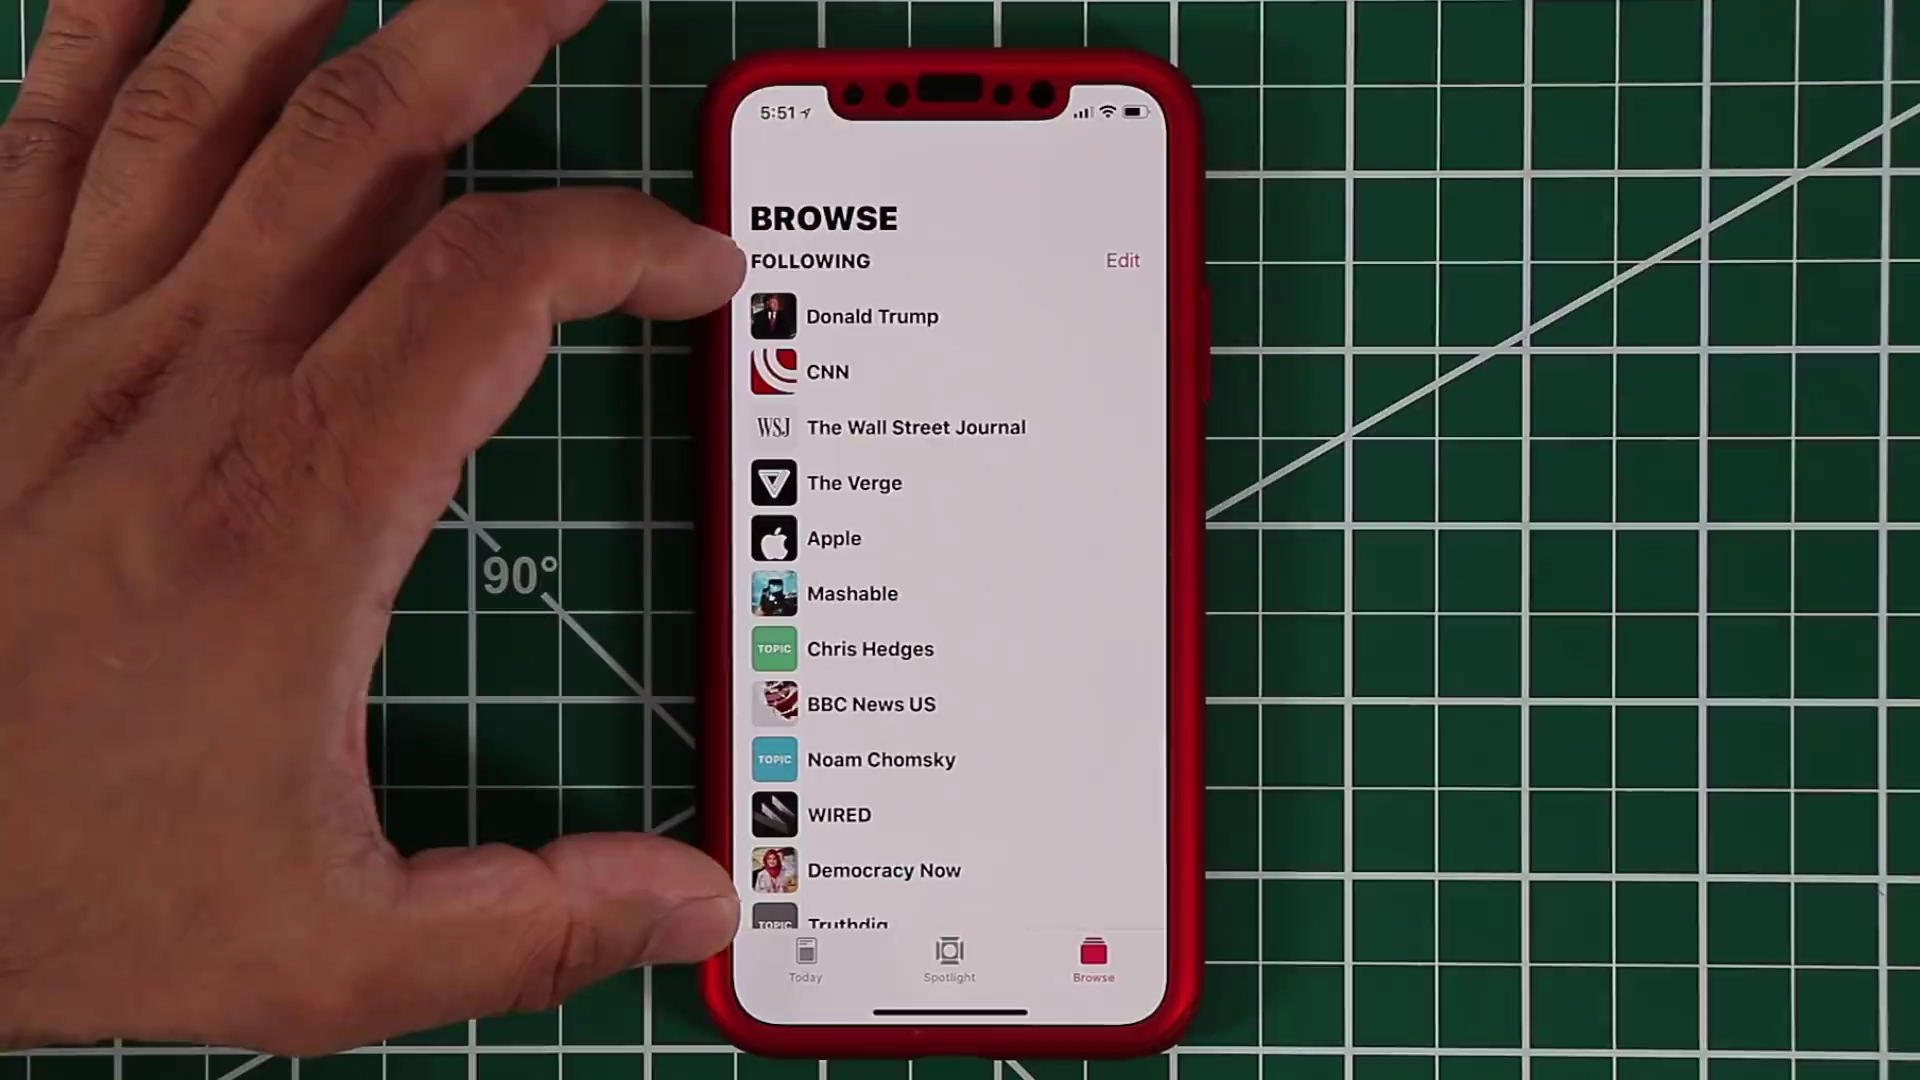 5:51
BROWSE
FOLLOWING
Edit
Donald Trump
CNN
WSJ The Wall Street Journal
The Verge
Apple
Mashable
TOPIC Chris Hedges
BBC News US
TOPIC Noam Chomsky
WIRED
Democracy Now
TOPIC Truthdig
Today
Spotlight
Browse
90°